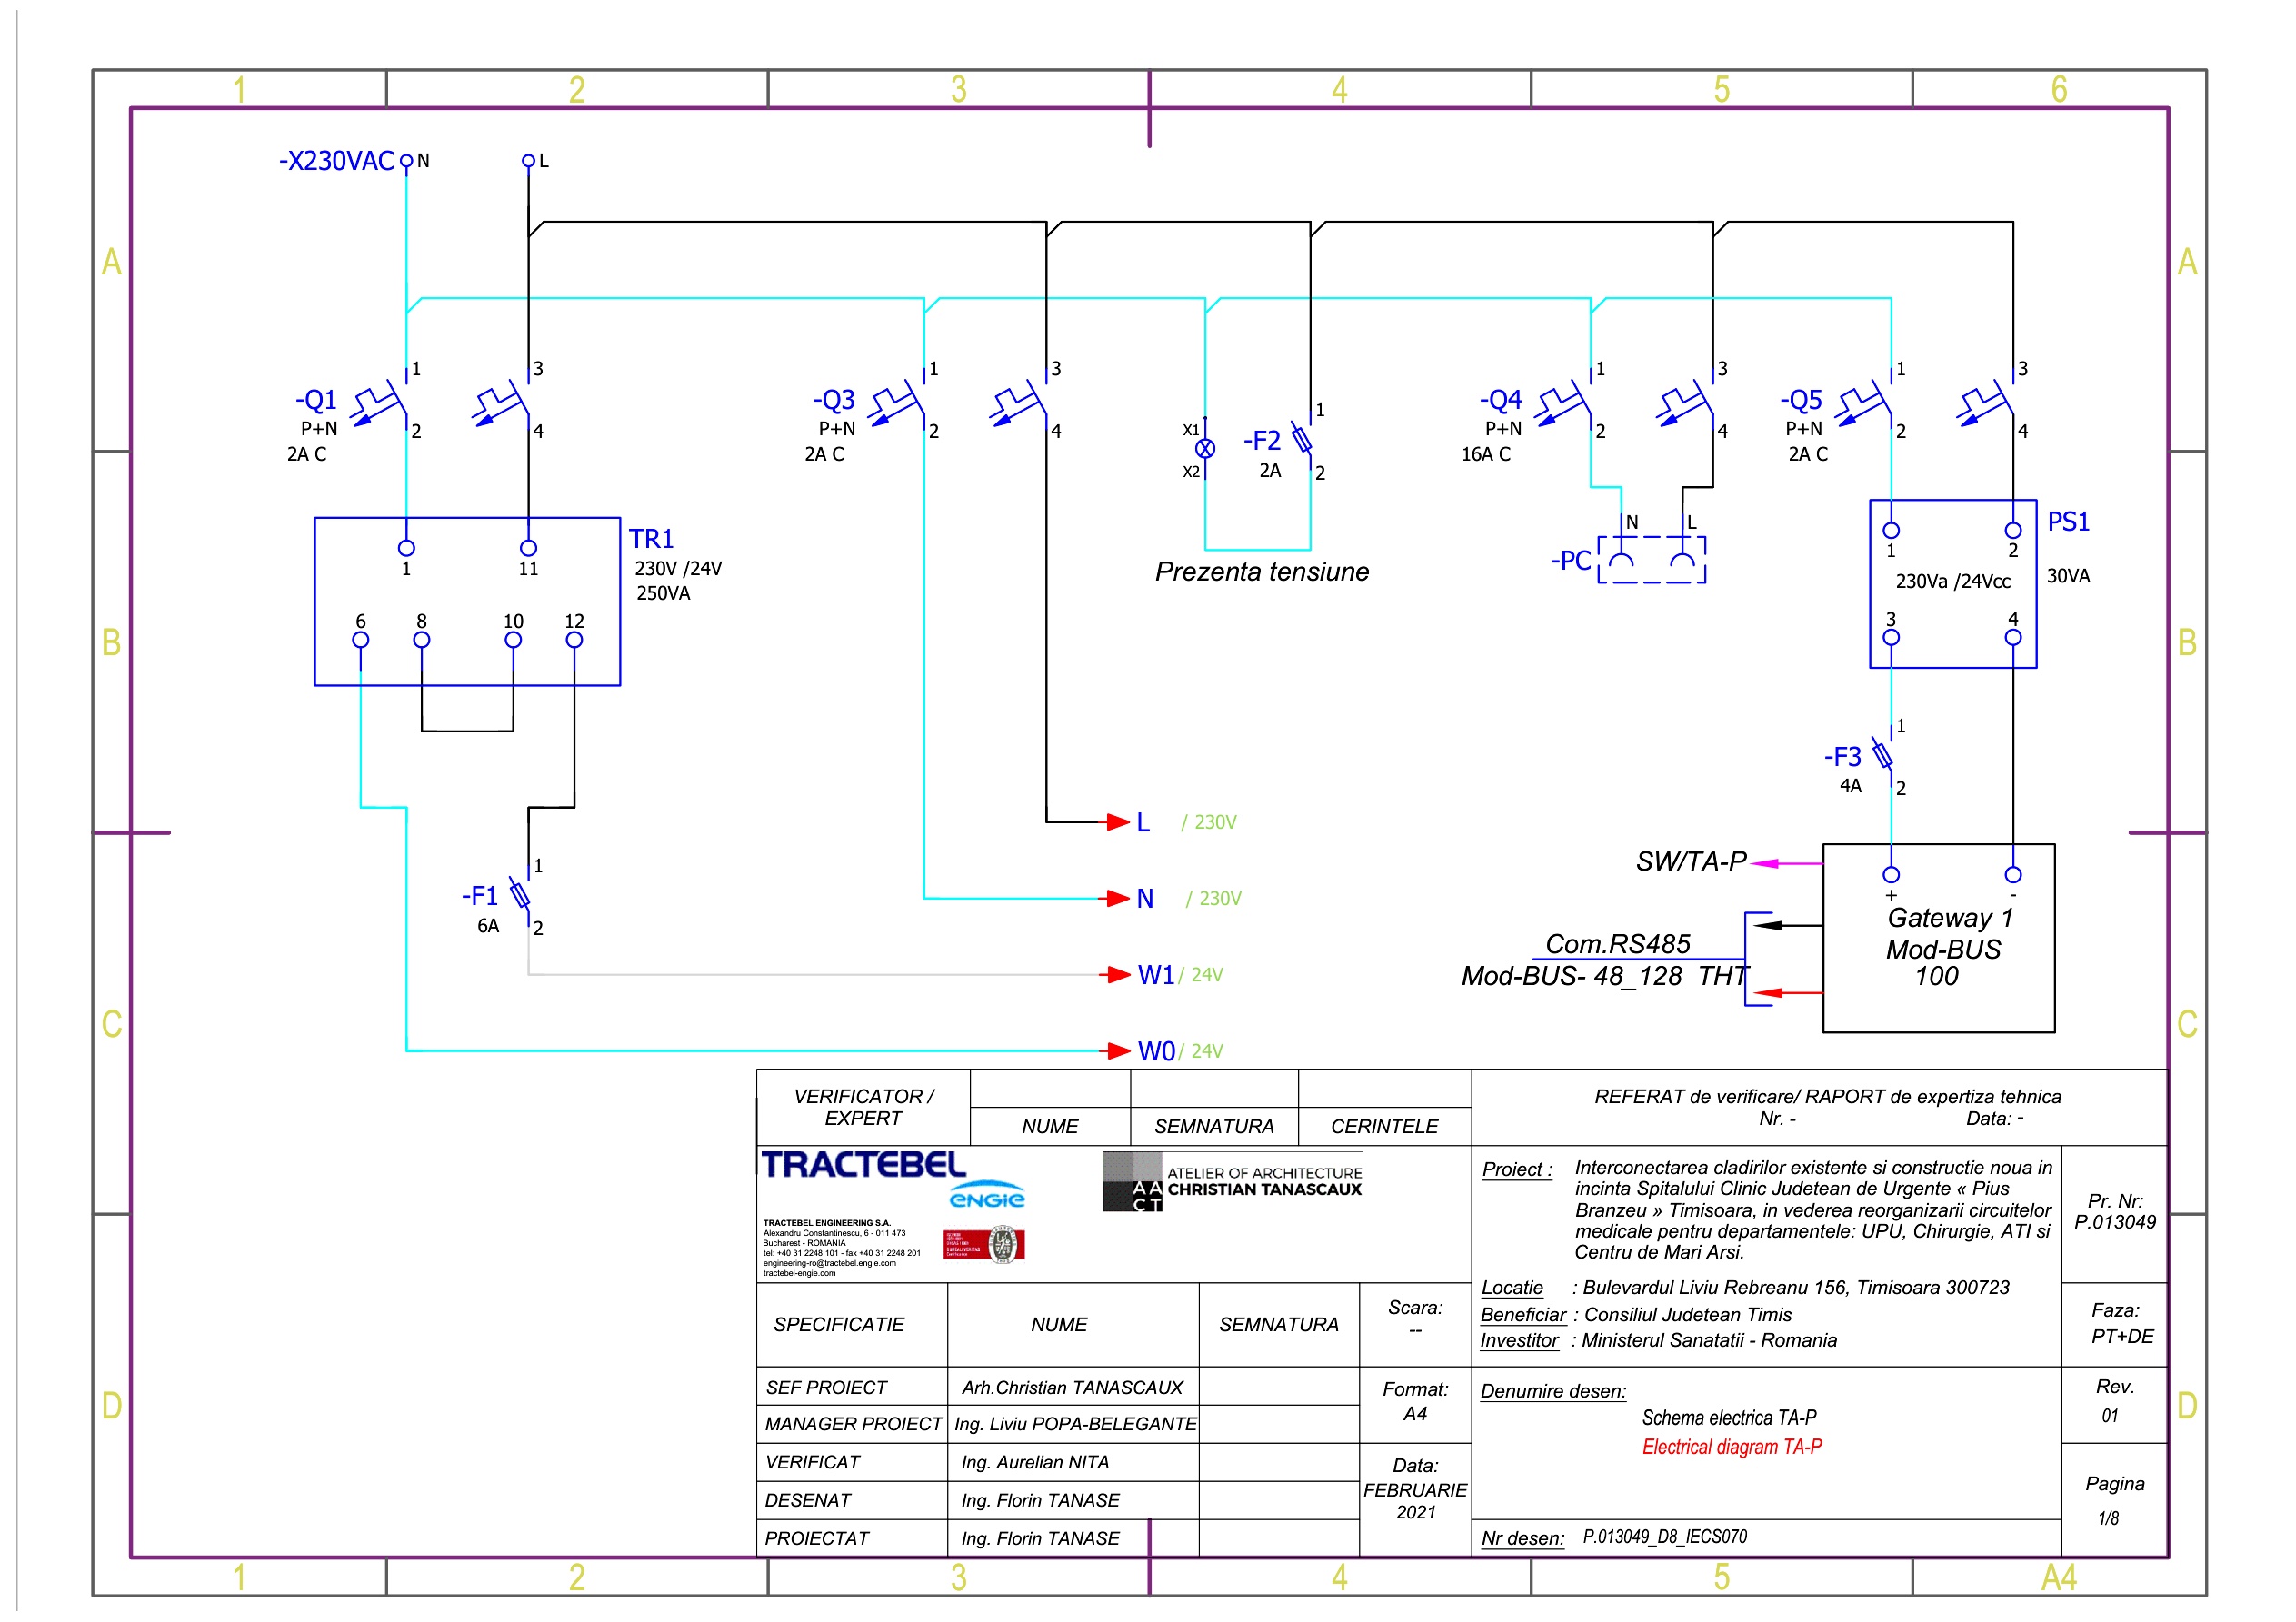 1 2 3 4 5 6
-X230VAC N L
A A
1 3 1 3 1 3 1 3
-Q1 -Q3 -Q4 -Q5
P+N P+N P+N P+N
2A C 2A C 16A C 2A C
2 4 2 4 2 4 2 4
X1
X2
-F2
2A
1
2
Prezenta tensiune
N L
-PC
TR1
230V /24V
250VA
1 11
6 8 10 12
PS1
30VA
1 2
230Va /24Vcc
3 4
B B
-F3
4A
1
2
-F1
6A
1
2
L / 230V
N / 230V
W1 / 24V
W0 / 24V
SW/TA-P
Com.RS485
Mod-BUS- 48_128 THT
+ -
Gateway 1
Mod-BUS
100
C C
VERIFICATOR /
EXPERT
NUME SEMNATURA CERINTELE
REFERAT de verificare/ RAPORT de expertiza tehnica
Nr. - Data: -
TRACTEBEL
ENGIE
TRACTEBEL ENGINEERING S.A.
Alexandru Constantinescu, 6 - 011 473
Bucharest - ROMANIA
tel: +40 31 2248 101 - fax +40 31 2248 201
engineering-ro@tractebel.engie.com
tractebel-engie.com
AACT
ATELIER OF ARCHITECTURE
CHRISTIAN TANASCAUX
Proiect : Interconectarea cladirilor existente si constructie noua in
incinta Spitalului Clinic Judetean de Urgente « Pius
Branzeu » Timisoara, in vederea reorganizarii circuitelor
medicale pentru departamentele: UPU, Chirurgie, ATI si
Centru de Mari Arsi.
Locatie : Bulevardul Liviu Rebreanu 156, Timisoara 300723
Beneficiar : Consiliul Judetean Timis
Investitor : Ministerul Sanatatii - Romania
Pr. Nr:
P.013049
Faza:
PT+DE
SPECIFICATIE NUME SEMNATURA
Scara:
--
SEF PROIECT Arh.Christian TANASCAUX
MANAGER PROIECT Ing. Liviu POPA-BELEGANTE
VERIFICAT Ing. Aurelian NITA
DESENAT Ing. Florin TANASE
PROIECTAT Ing. Florin TANASE
Format:
A4
Data:
FEBRUARIE
2021
Denumire desen:
Schema electrica TA-P
Electrical diagram TA-P
Nr desen: P.013049_D8_IECS070
Rev.
01
Pagina
1/8
D D
1 2 3 4 5 A4